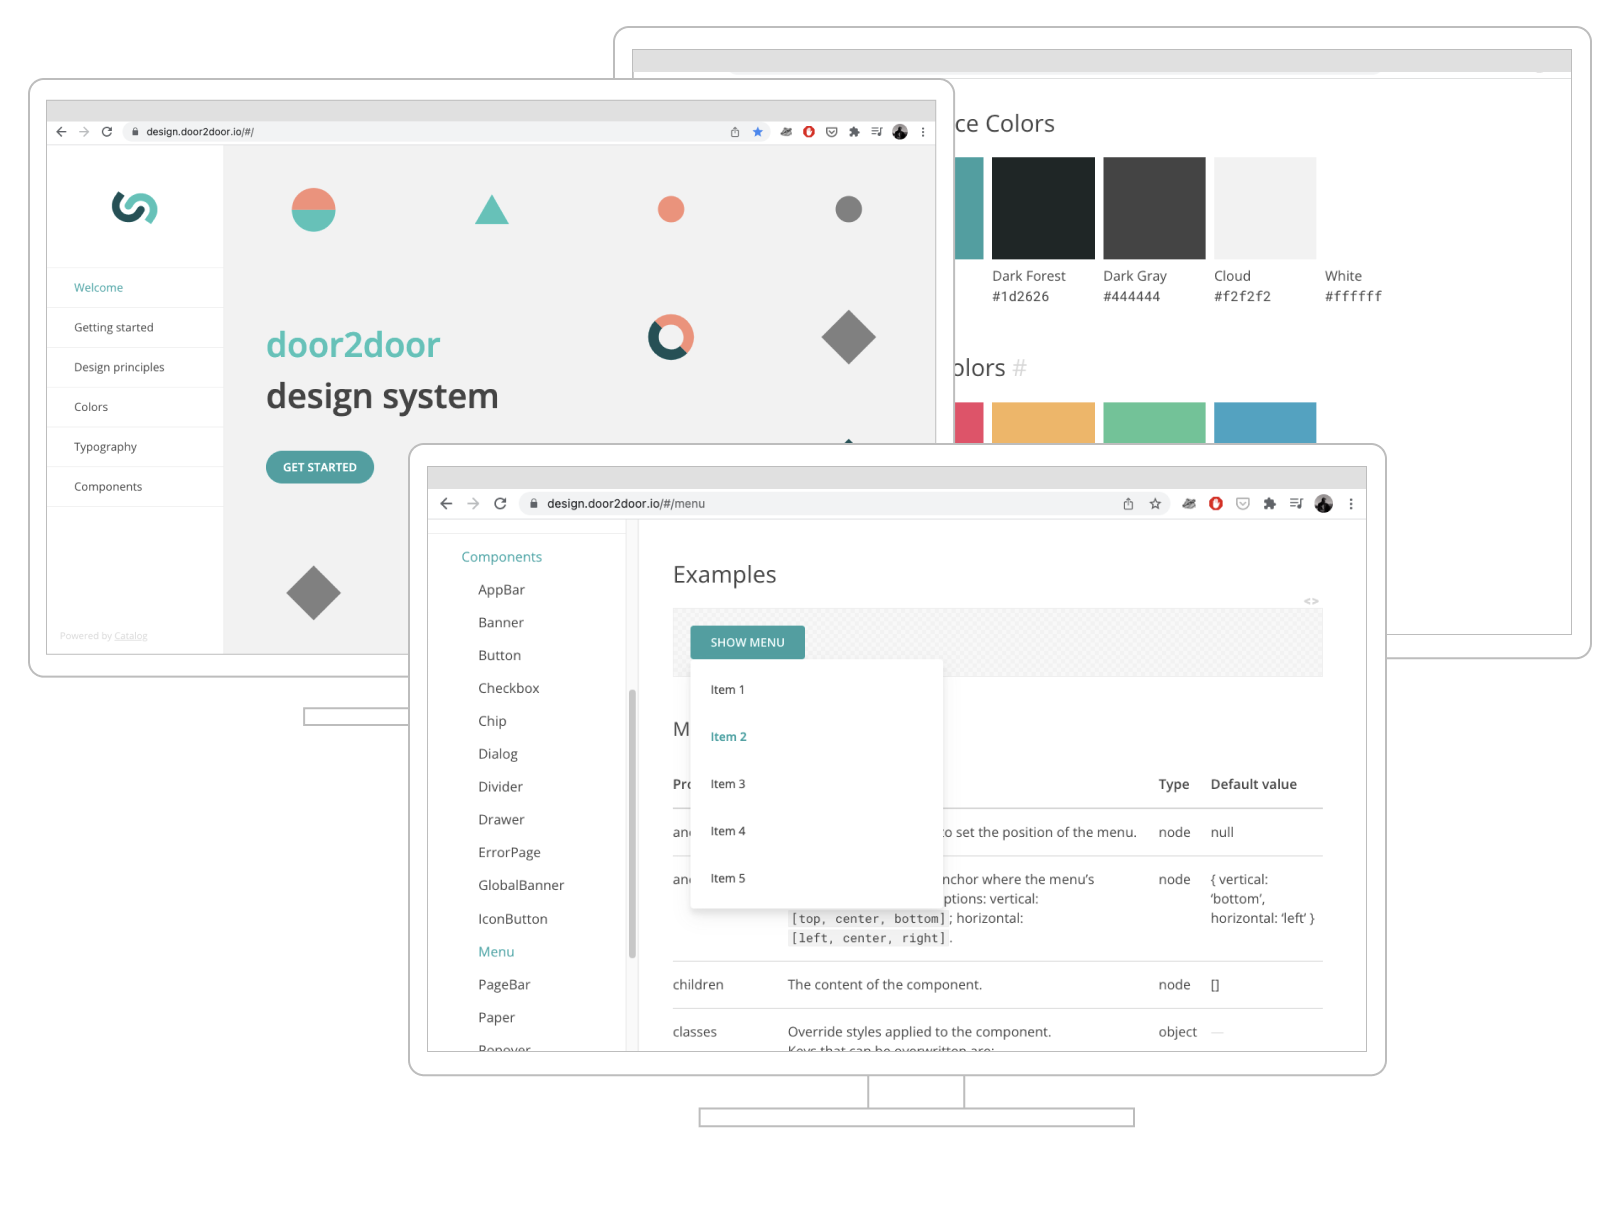 design.door2door.io/#/
Welcome
Getting started
Design principles
Colors
Typography
Components
Powered by Catalog
door2door
design system
GET STARTED
ce Colors
Dark Forest
#1d2626
Dark Gray
#444444
Cloud
#f2f2f2
White
#ffffff
olors #
design.door2door.io/#/menu
Components
AppBar
Banner
Button
Checkbox
Chip
Dialog
Divider
Drawer
ErrorPage
GlobalBanner
IconButton
Menu
PageBar
Paper
Popover
Examples
<>
SHOW MENU
Item 1
Item 2
Item 3
Item 4
Item 5
M
Pro Type Default value
an to set the position of the menu. node null
an nchor where the menu’s node { vertical:
ptions: vertical: ‘bottom’,
[top, center, bottom]; horizontal: horizontal: ‘left’ }
[left, center, right].
children The content of the component. node []
classes Override styles applied to the component. object —
Keys that can be overwritten are: